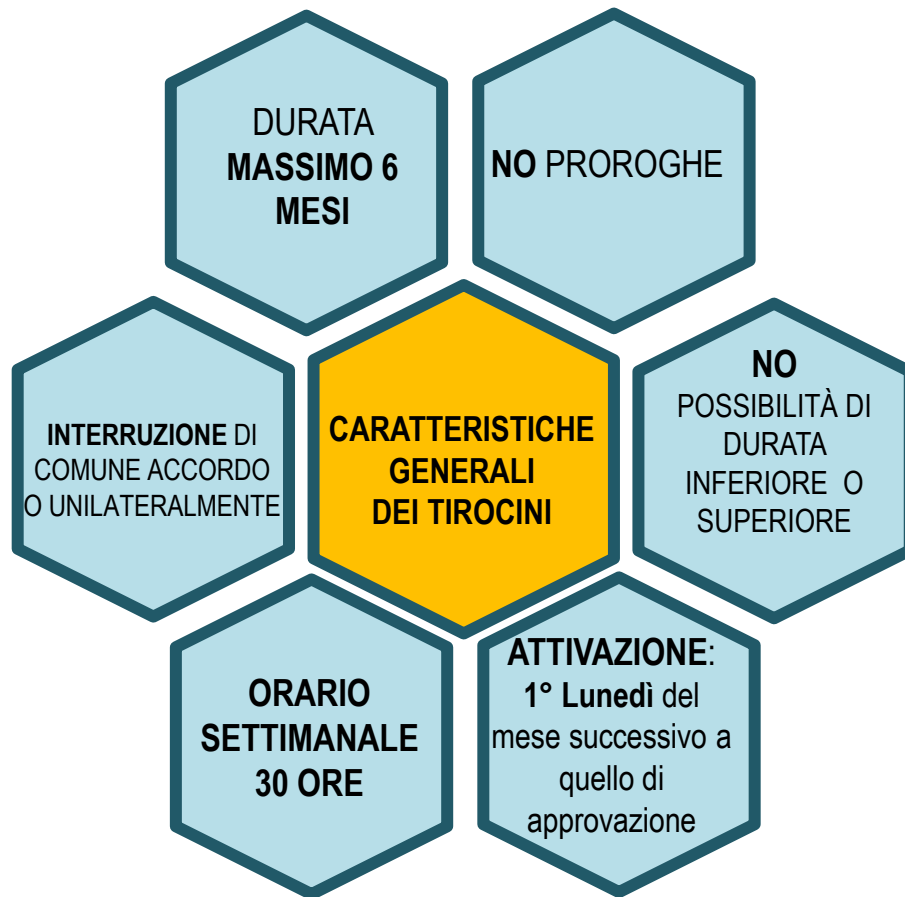 DURATA
MASSIMO 6
MESI
NO PROROGHE
INTERRUZIONE DI
COMUNE ACCORDO
O UNILATERALMENTE
CARATTERISTICHE
GENERALI
DEI TIROCINI
NO
POSSIBILITÀ DI
DURATA
INFERIORE O
SUPERIORE
ORARIO
SETTIMANALE
30 ORE
ATTIVAZIONE:
1° Lunedì del
mese successivo a
quello di
approvazione